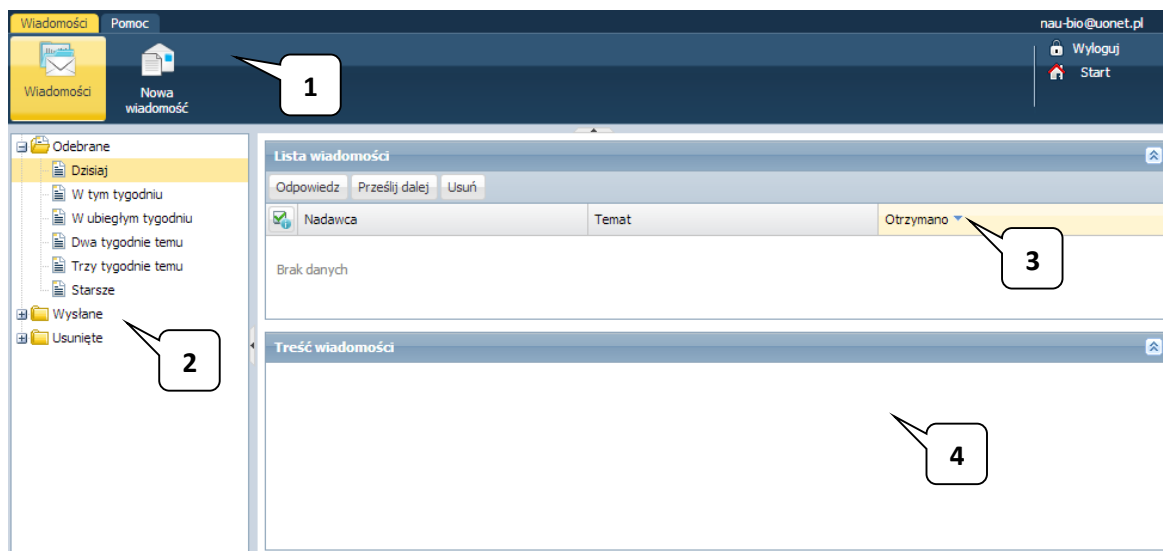 Wiadomości Pomoc nau-bio@uonet.pl
Wyloguj
Start
Wiadomości Nowa
wiadomość
1
Odebrane
Dzisiaj
W tym tygodniu
W ubiegłym tygodniu
Dwa tygodnie temu
Trzy tygodnie temu
Starsze
Wysłane
Usunięte
2
Lista wiadomości
Odpowiedz Prześlij dalej Usuń
Nadawca Temat Otrzymano
3
Brak danych
Treść wiadomości
4